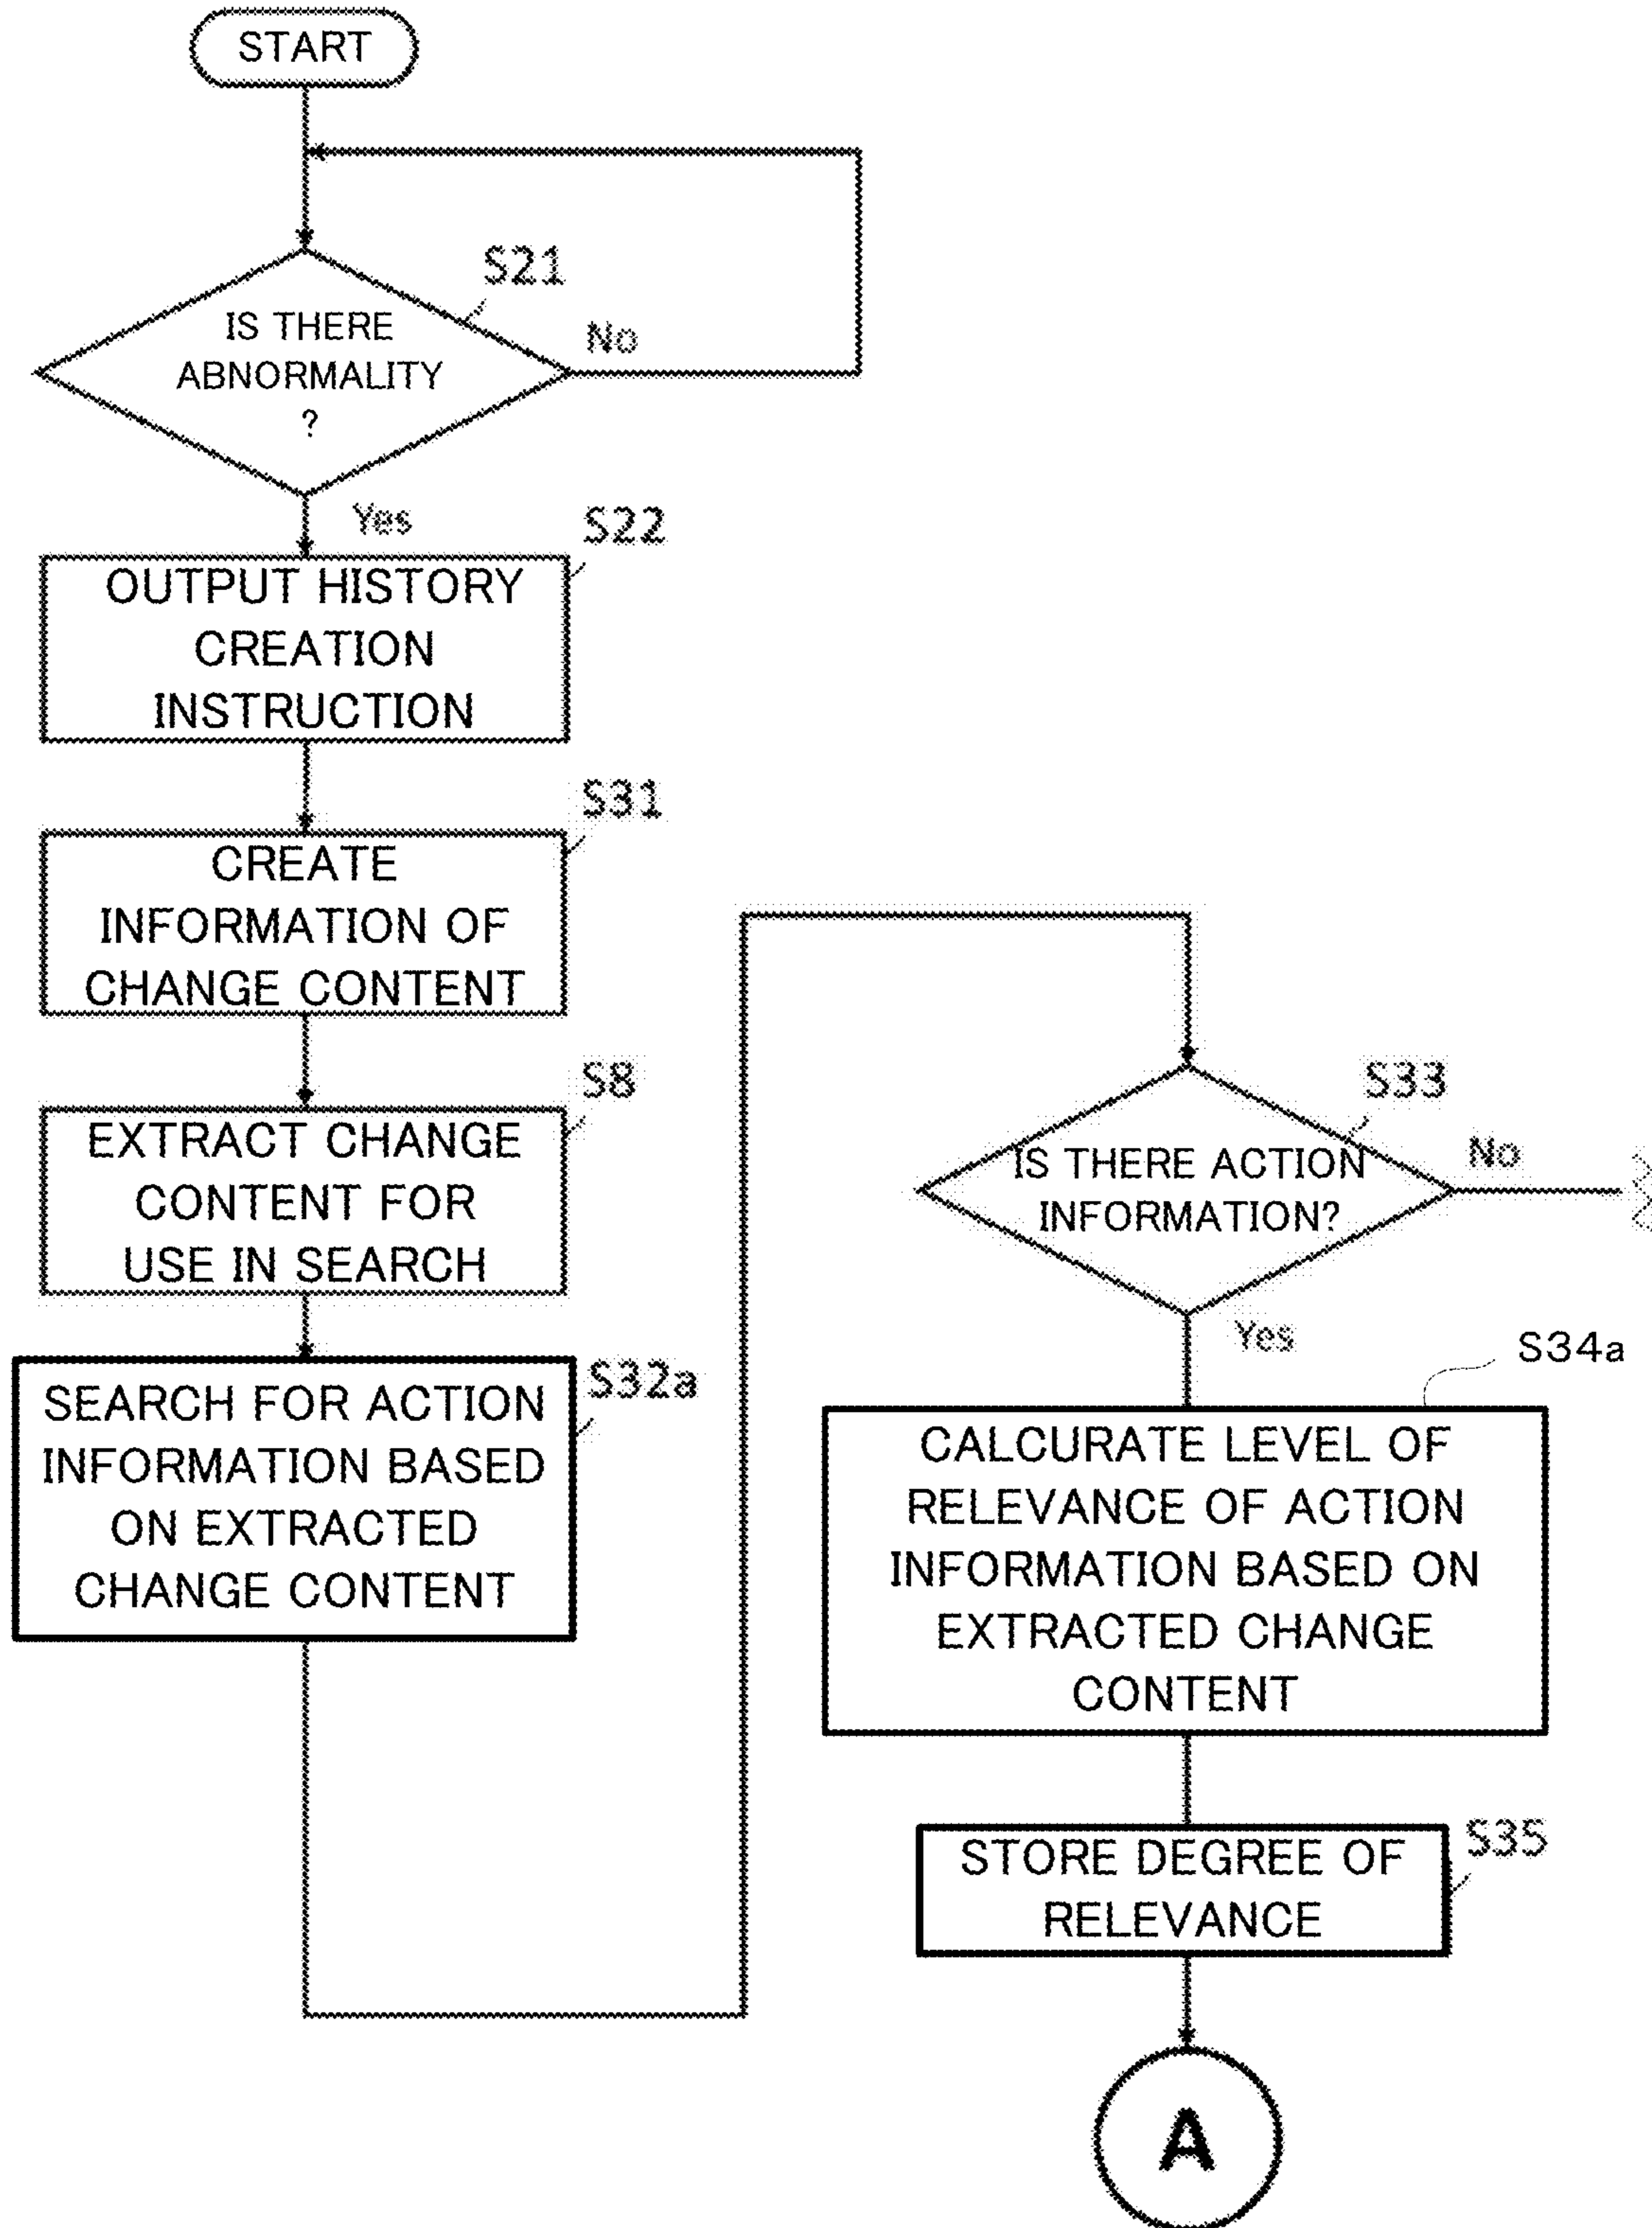 START
S21
IS THERE
ABNORMALITY
?
No
Yes
S22
OUTPUT HISTORY
CREATION
INSTRUCTION
S31
CREATE
INFORMATION OF
CHANGE CONTENT
S8
EXTRACT CHANGE
CONTENT FOR
USE IN SEARCH
S32a
SEARCH FOR ACTION
INFORMATION BASED
ON EXTRACTED
CHANGE CONTENT
S33
IS THERE ACTION
INFORMATION?
No
Yes
S34a
CALCURATE LEVEL OF
RELEVANCE OF ACTION
INFORMATION BASED ON
EXTRACTED CHANGE
CONTENT
S35
STORE DEGREE OF
RELEVANCE
A